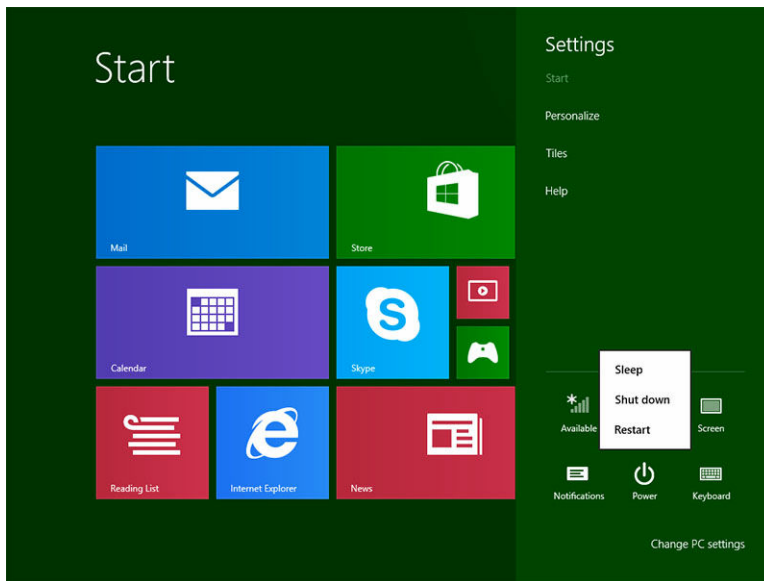 Start
Mail
Store
Calendar
Skype
Reading List
Internet Explorer
News
Settings
Start
Personalize
Tiles
Help
Sleep
Shut down
Restart
Available
Screen
Notifications
Power
Keyboard
Change PC settings